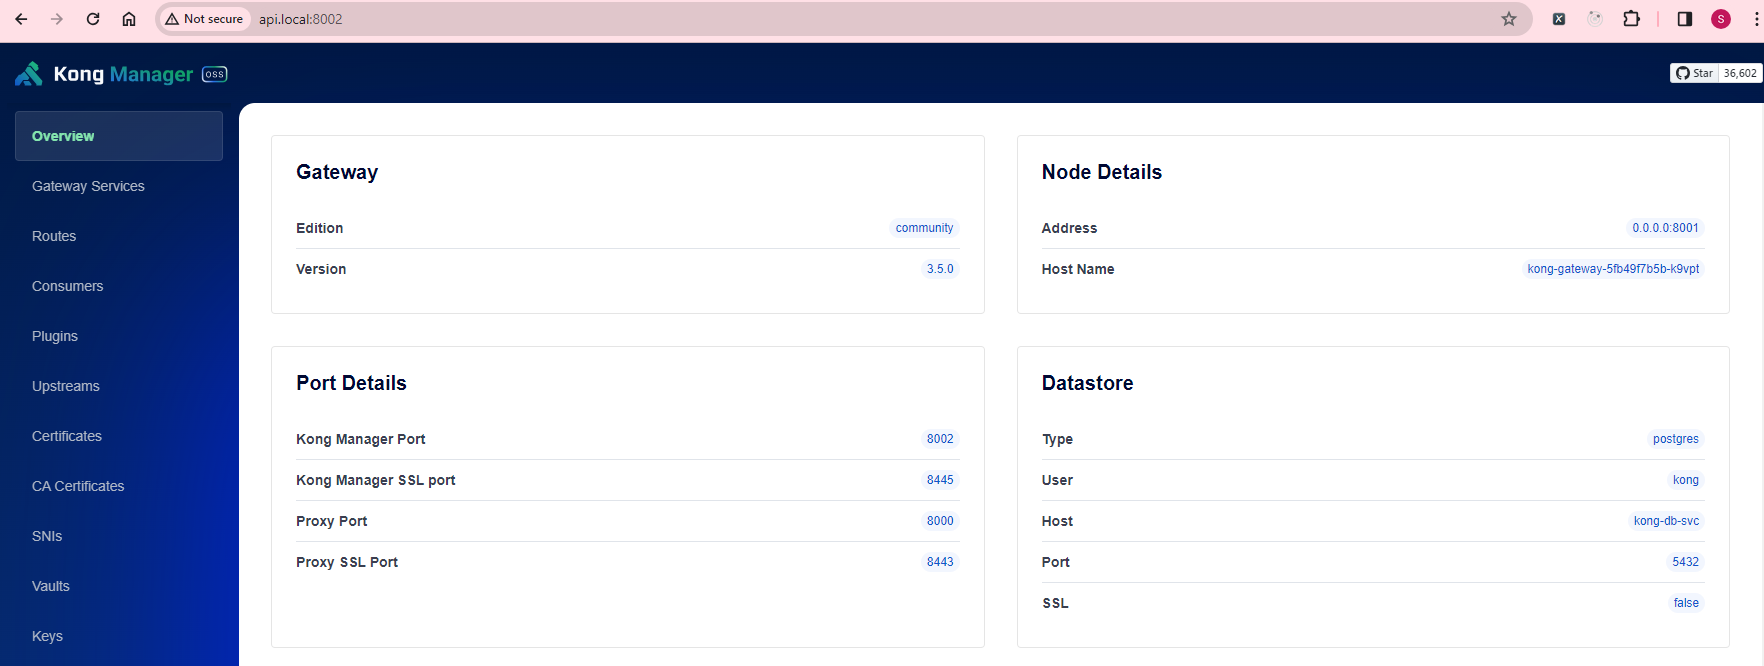 Not secure api.local:8002 S
Kong Manager OSS Star 36,602
Overview
Gateway Services
Routes
Consumers
Plugins
Upstreams
Certificates
CA Certificates
SNIs
Vaults
Keys
Gateway
Edition community
Version 3.5.0
Node Details
Address 0.0.0.0:8001
Host Name kong-gateway-5fb49f7b5b-k9vpt
Port Details
Kong Manager Port 8002
Kong Manager SSL port 8445
Proxy Port 8000
Proxy SSL Port 8443
Datastore
Type postgres
User kong
Host kong-db-svc
Port 5432
SSL false